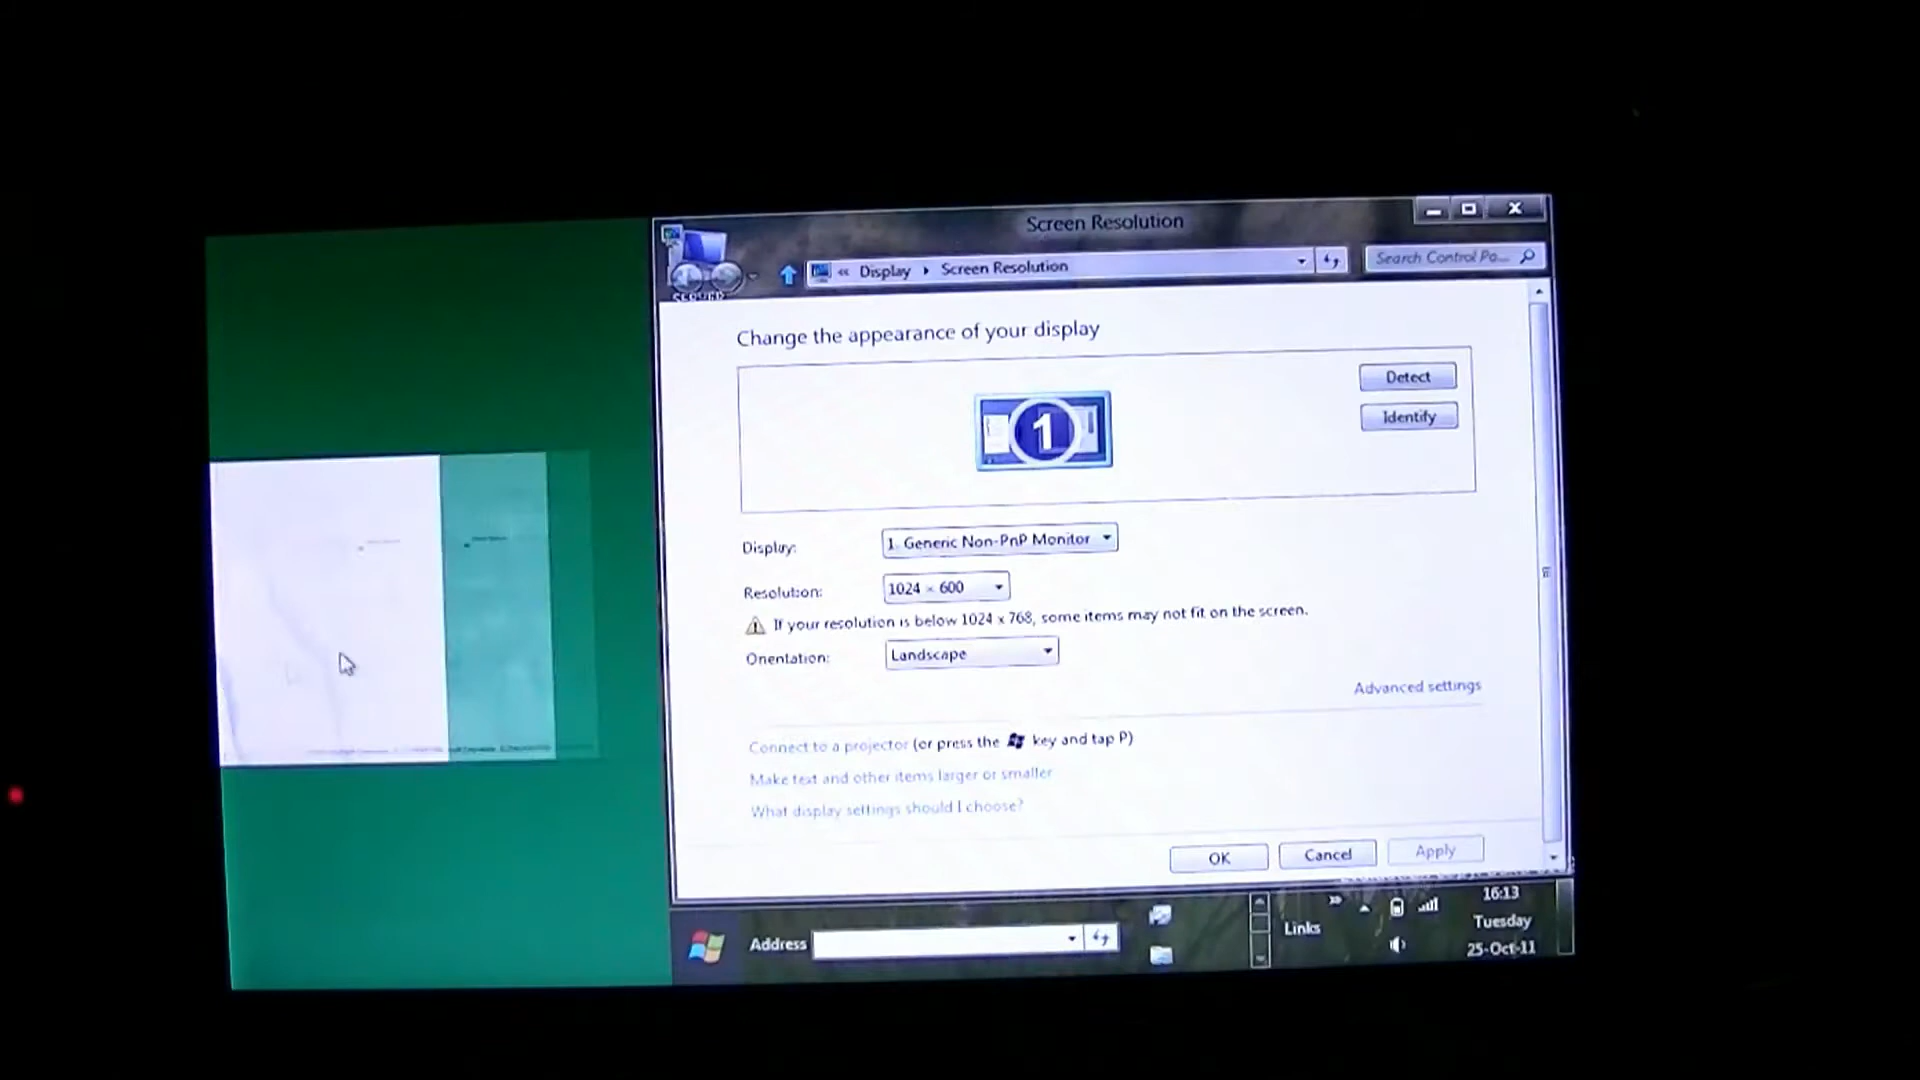 Screen Resolution
« Display ▸ Screen Resolution
Search Control Pa...
Change the appearance of your display
1
Detect
Identify
Display: 1. Generic Non-PnP Monitor
Resolution: 1024 × 600
If your resolution is below 1024 x 768, some items may not fit on the screen.
Orientation: Landscape
Advanced settings
Connect to a projector (or press the key and tap P)
Make text and other items larger or smaller
What display settings should I choose?
OK Cancel Apply
Address
Links
16:13
Tuesday
25-Oct-11